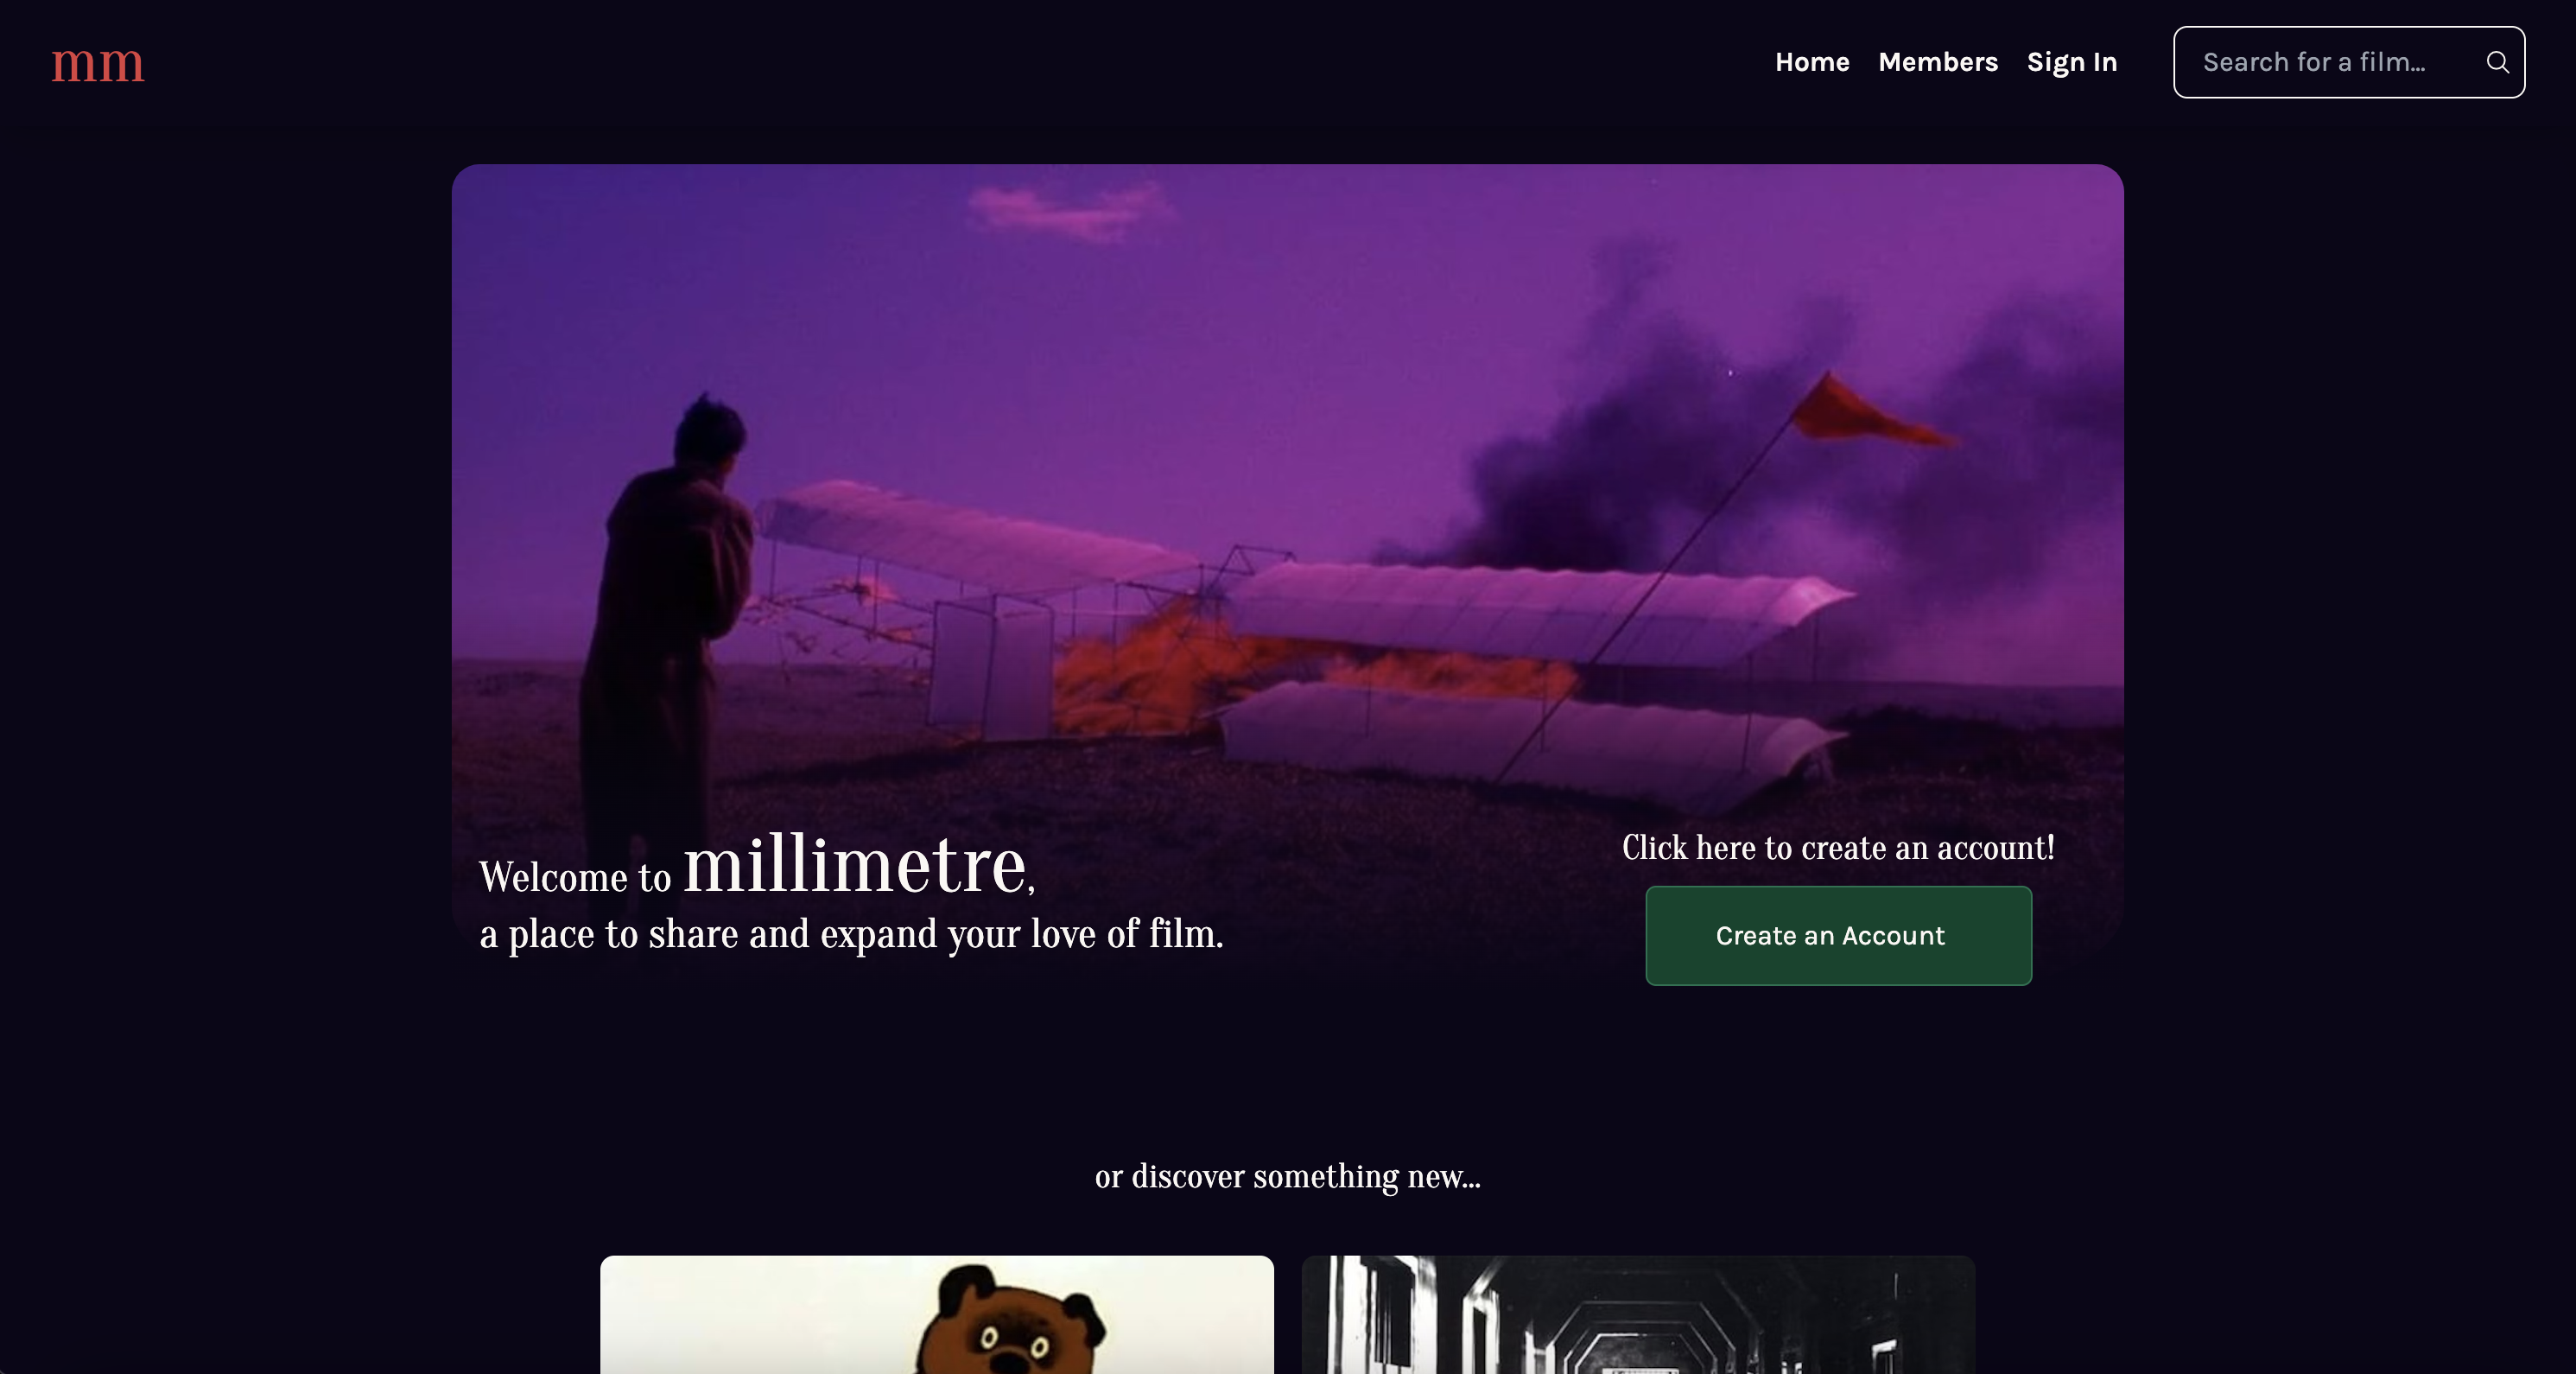 mm
Home Members Sign In
Search for a film...
Welcome to millimetre,
a place to share and expand your love of film.
Click here to create an account!
Create an Account
or discover something new...